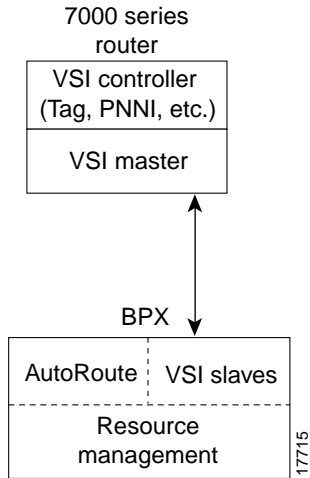 7000 series
router
VSI controller
(Tag, PNNI, etc.)
VSI master
BPX
AutoRoute
VSI slaves
Resource
management
17715